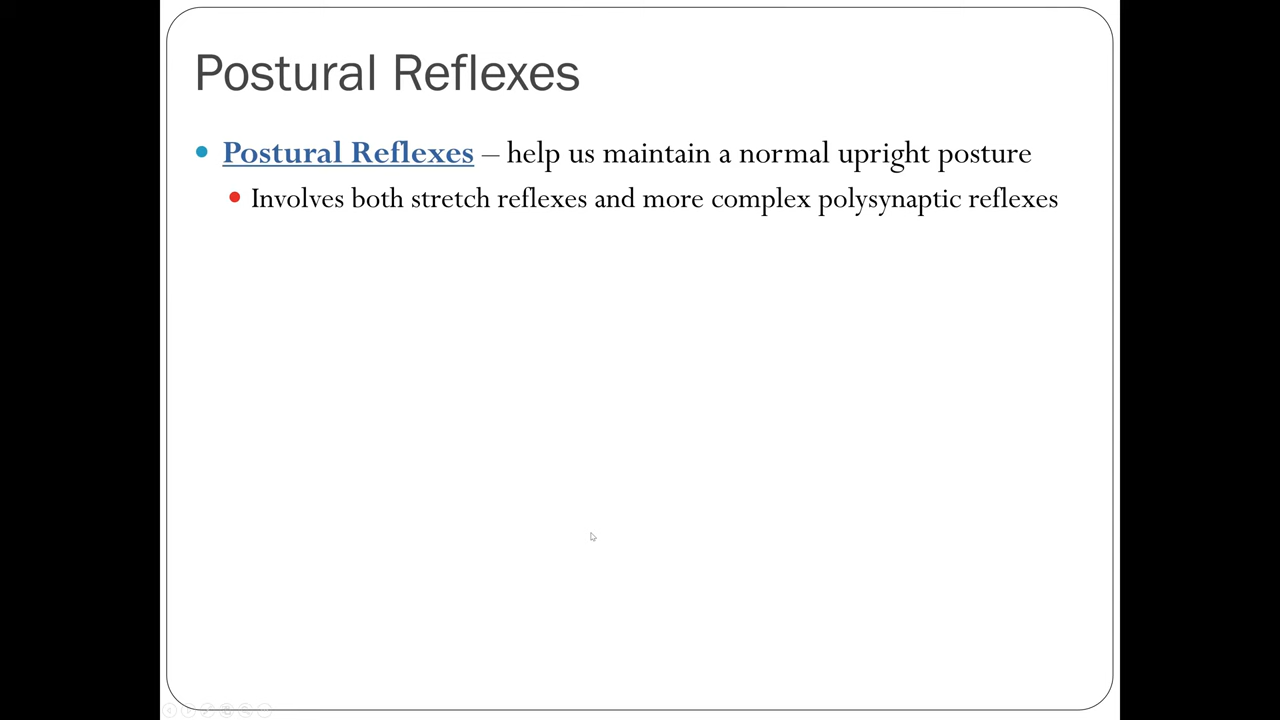 Postural Reflexes
Postural Reflexes – help us maintain a normal upright posture
Involves both stretch reflexes and more complex polysynaptic reflexes